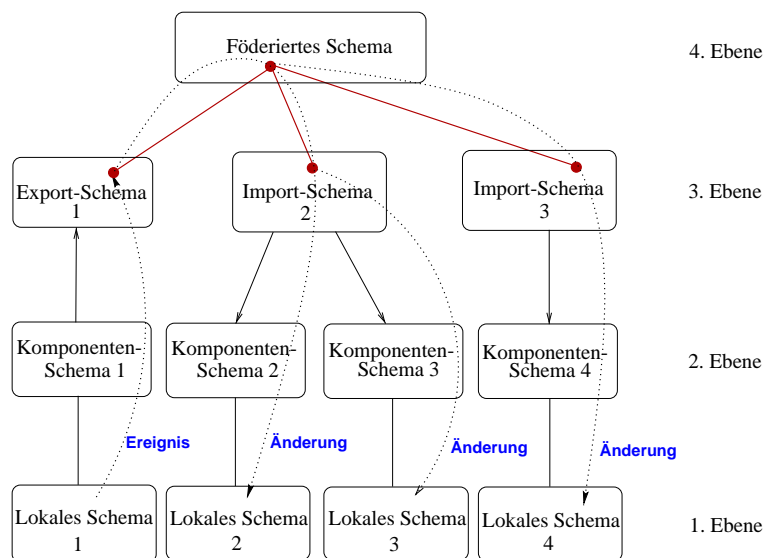 Föderiertes Schema
4. Ebene
Export-Schema
1
Import-Schema
2
Import-Schema
3
3. Ebene
Komponenten-
Schema 1
Komponenten-
Schema 2
Komponenten-
Schema 3
Komponenten-
Schema 4
2. Ebene
Ereignis
Änderung
Änderung
Änderung
Lokales Schema
1
Lokales Schema
2
Lokales Schema
3
Lokales Schema
4
1. Ebene